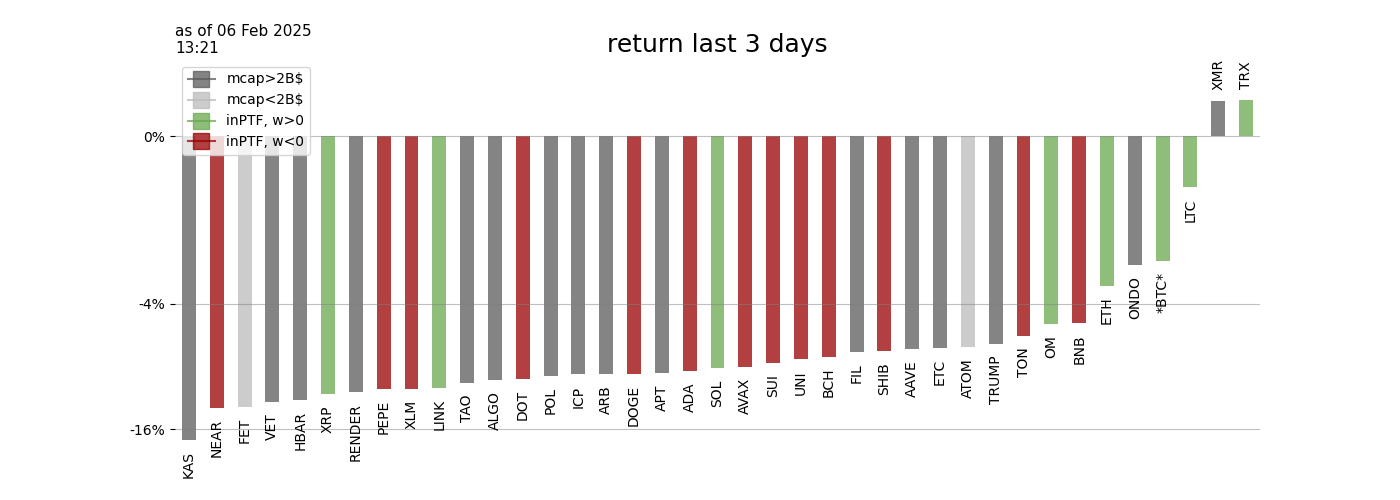 as of 06 Feb 2025
13:21
return last 3 days
mcap>2B$
mcap<2B$
inPTF, w>0
inPTF, w<0
0%
-4%
-16%
KAS
NEAR
FET
VET
HBAR
XRP
RENDER
PEPE
XLM
LINK
TAO
ALGO
DOT
POL
ICP
ARB
DOGE
APT
ADA
SOL
AVAX
SUI
UNI
BCH
FIL
SHIB
AAVE
ETC
ATOM
TRUMP
TON
OM
BNB
ETH
ONDO
*BTC*
LTC
XMR
TRX